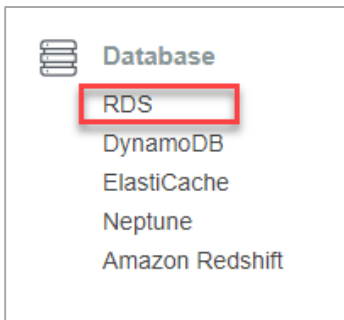 Database
RDS
DynamoDB
ElastiCache
Neptune
Amazon Redshift